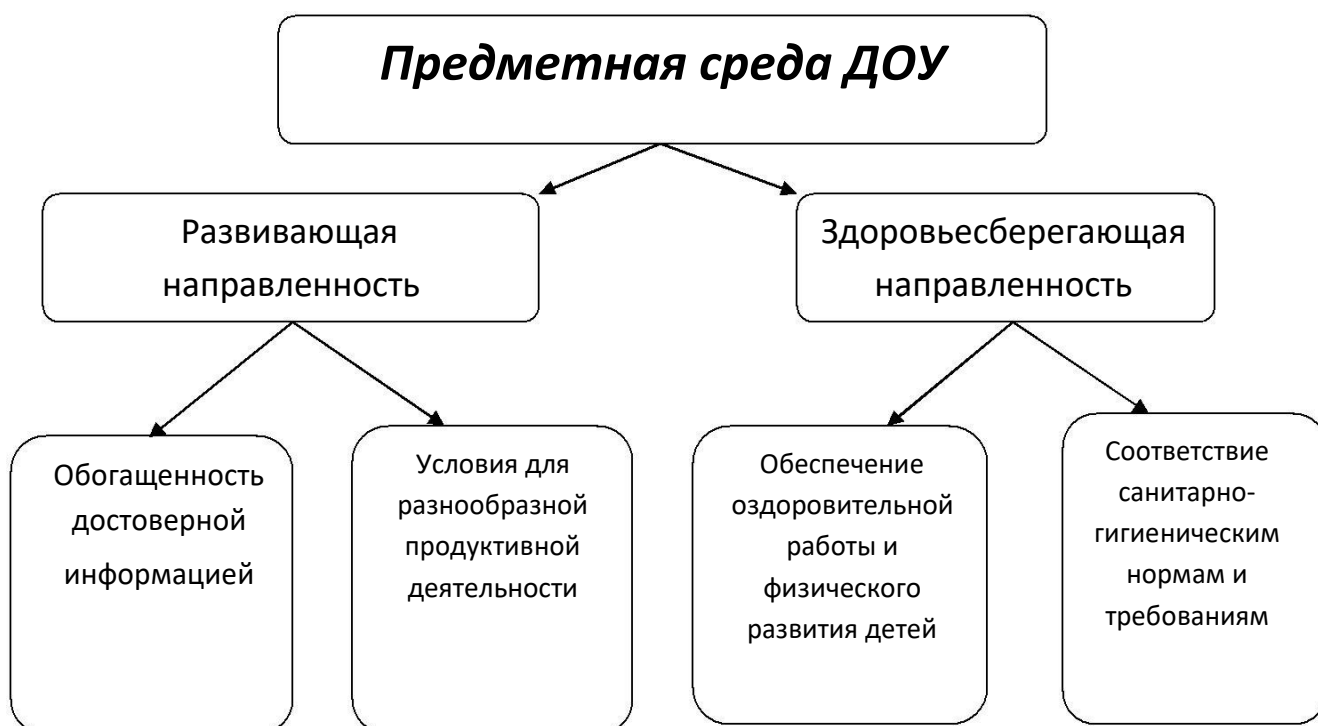 Предметная среда ДОУ
Развивающая
направленность
Здоровьесберегающая
направленность
Обогащенность
достоверной
информацией
Условия для
разнообразной
продуктивной
деятельности
Обеспечение
оздоровительной
работы и
физического
развития детей
Соответствие
санитарно-
гигиеническим
нормам и
требованиям